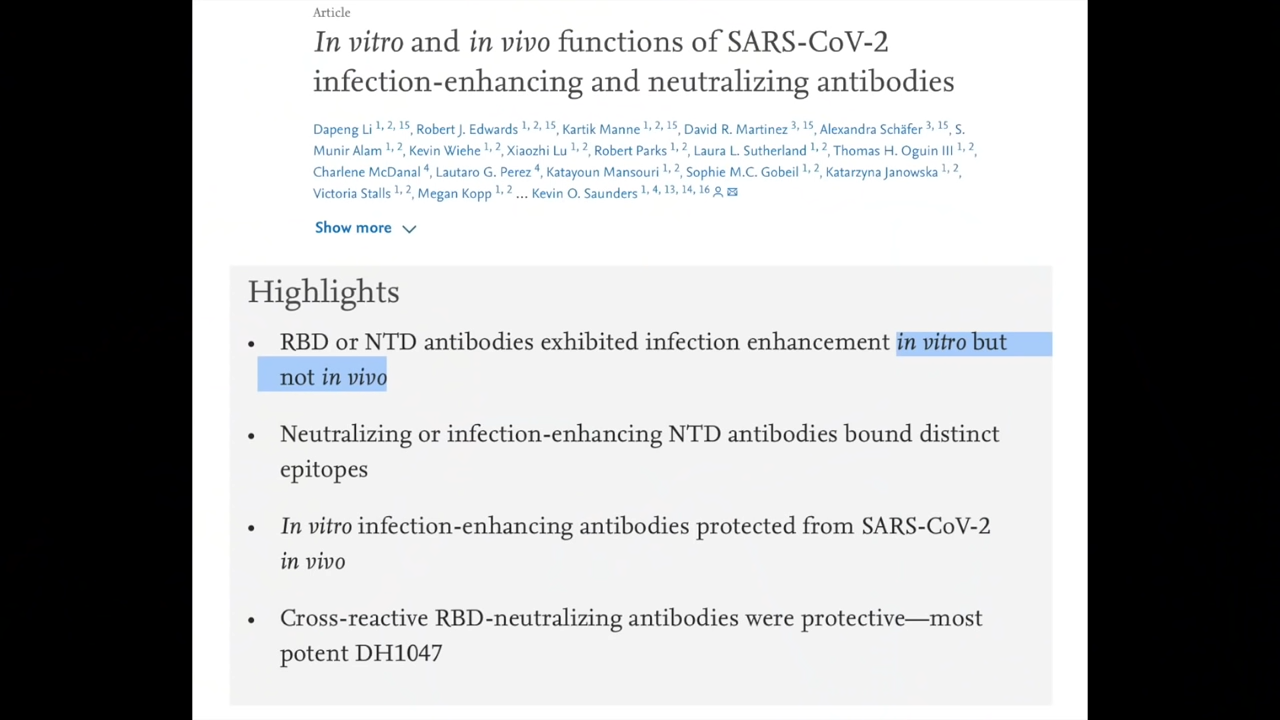 Article
In vitro and in vivo functions of SARS-CoV-2
infection-enhancing and neutralizing antibodies
Dapeng Li 1, 2, 15, Robert J. Edwards 1, 2, 15, Kartik Manne 1, 2, 15, David R. Martinez 3, 15, Alexandra Schäfer 3, 15, S.
Munir Alam 1, 2, Kevin Wiehe 1, 2, Xiaozhi Lu 1, 2, Robert Parks 1, 2, Laura L. Sutherland 1, 2, Thomas H. Oguin III 1, 2,
Charlene McDanal 4, Lautaro G. Perez 4, Katayoun Mansouri 1, 2, Sophie M.C. Gobeil 1, 2, Katarzyna Janowska 1, 2,
Victoria Stalls 1, 2, Megan Kopp 1, 2 ... Kevin O. Saunders 1, 4, 13, 14, 16
Show more
Highlights
• RBD or NTD antibodies exhibited infection enhancement in vitro but
not in vivo
• Neutralizing or infection-enhancing NTD antibodies bound distinct
epitopes
• In vitro infection-enhancing antibodies protected from SARS-CoV-2
in vivo
• Cross-reactive RBD-neutralizing antibodies were protective—most
potent DH1047